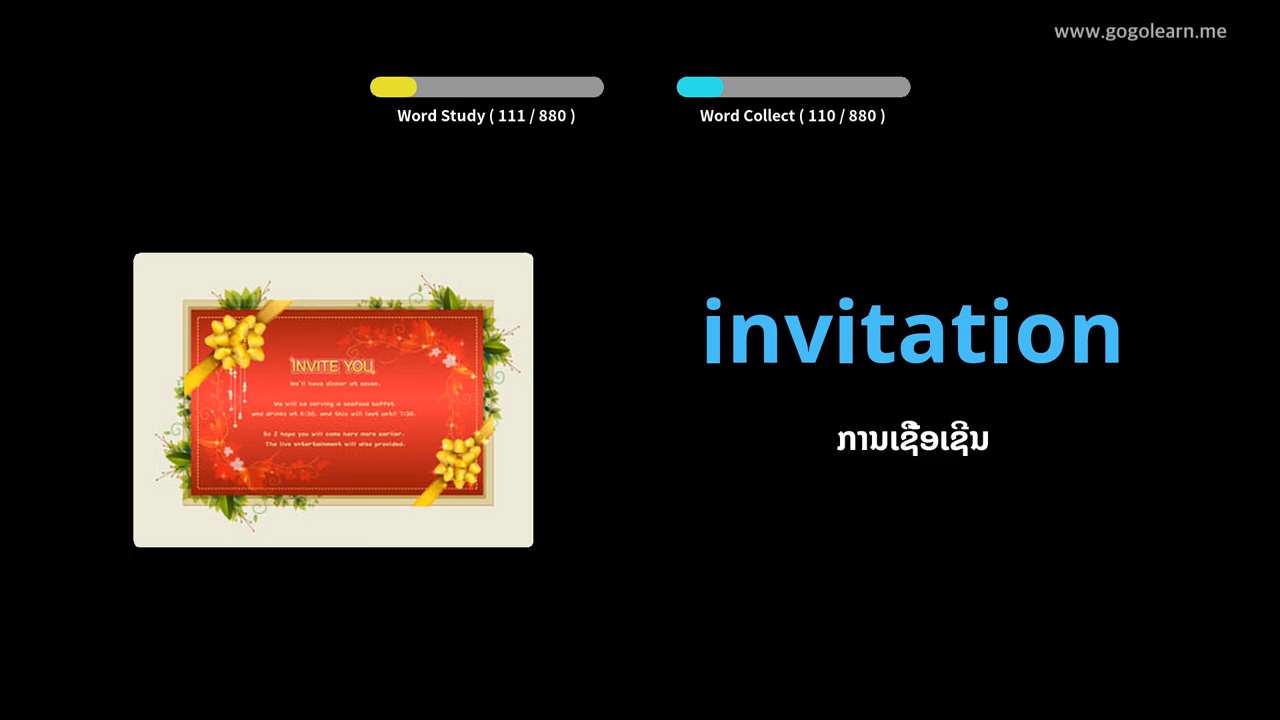 www.gogolearn.me
Word Study ( 111 / 880 )
Word Collect ( 110 / 880 )
INVITE YOU
We'll have dinner at seven.
We will be serving a seafood buffet
and drinks at 6:30, and this will last until 7:30.
So I hope you will come here more earlier.
The live entertainment will also provided.
invitation
ການເຊື້ອເຊີນ